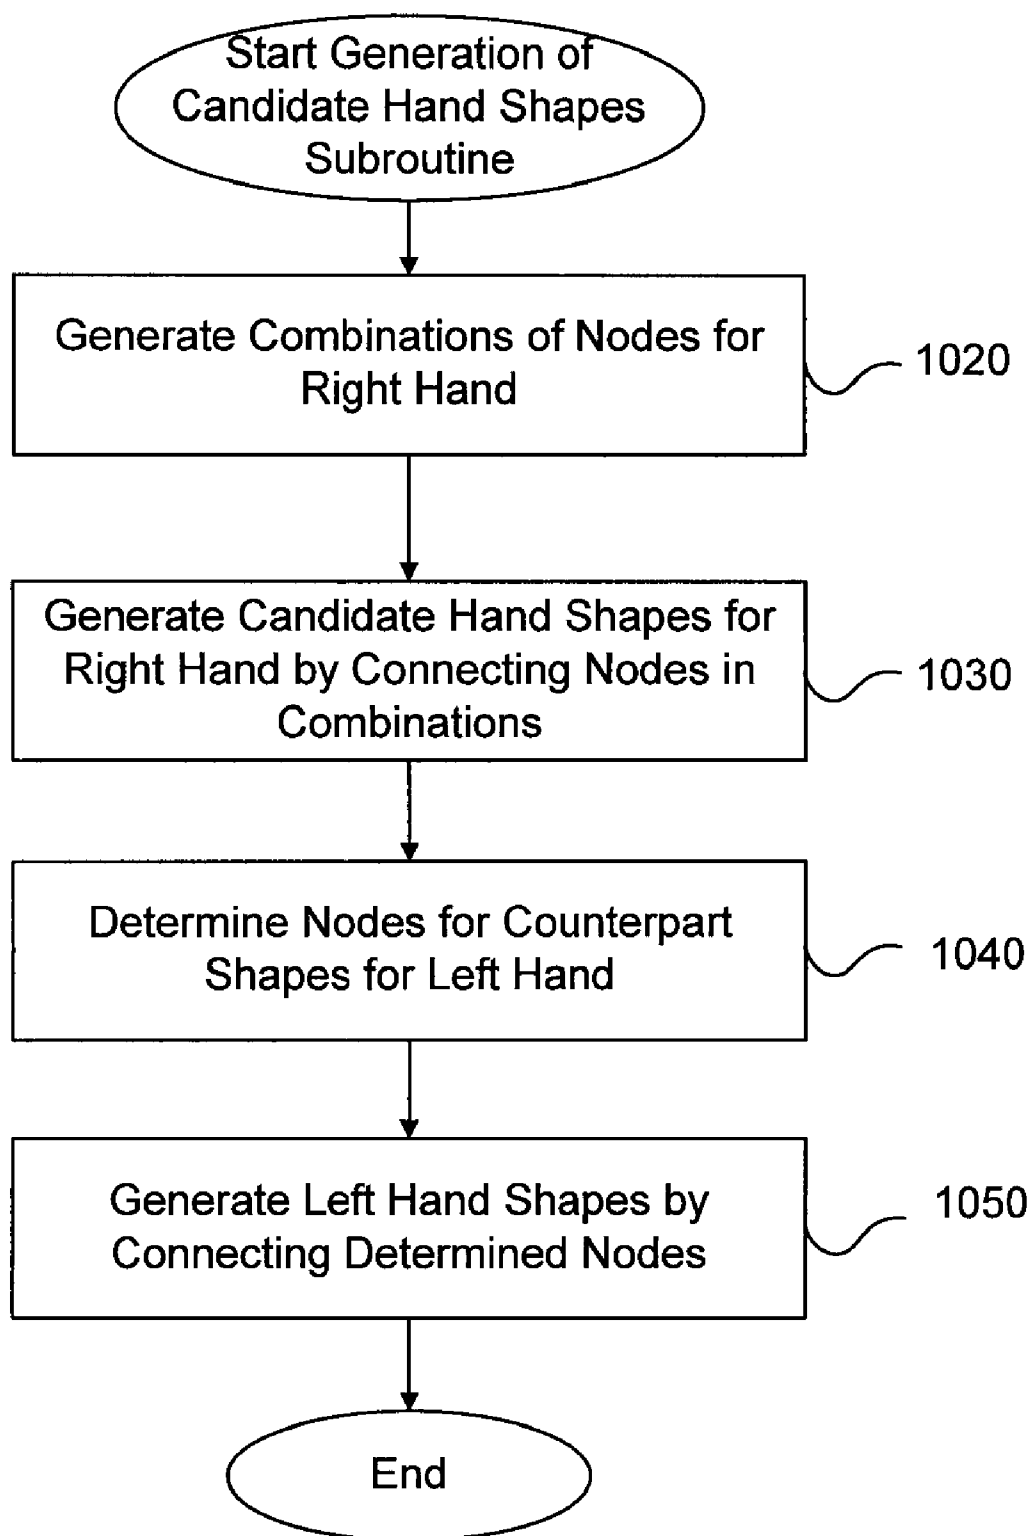 Start Generation of
Candidate Hand Shapes
Subroutine
Generate Combinations of Nodes for
Right Hand
1020
Generate Candidate Hand Shapes for
Right Hand by Connecting Nodes in
Combinations
1030
Determine Nodes for Counterpart
Shapes for Left Hand
1040
Generate Left Hand Shapes by
Connecting Determined Nodes
1050
End